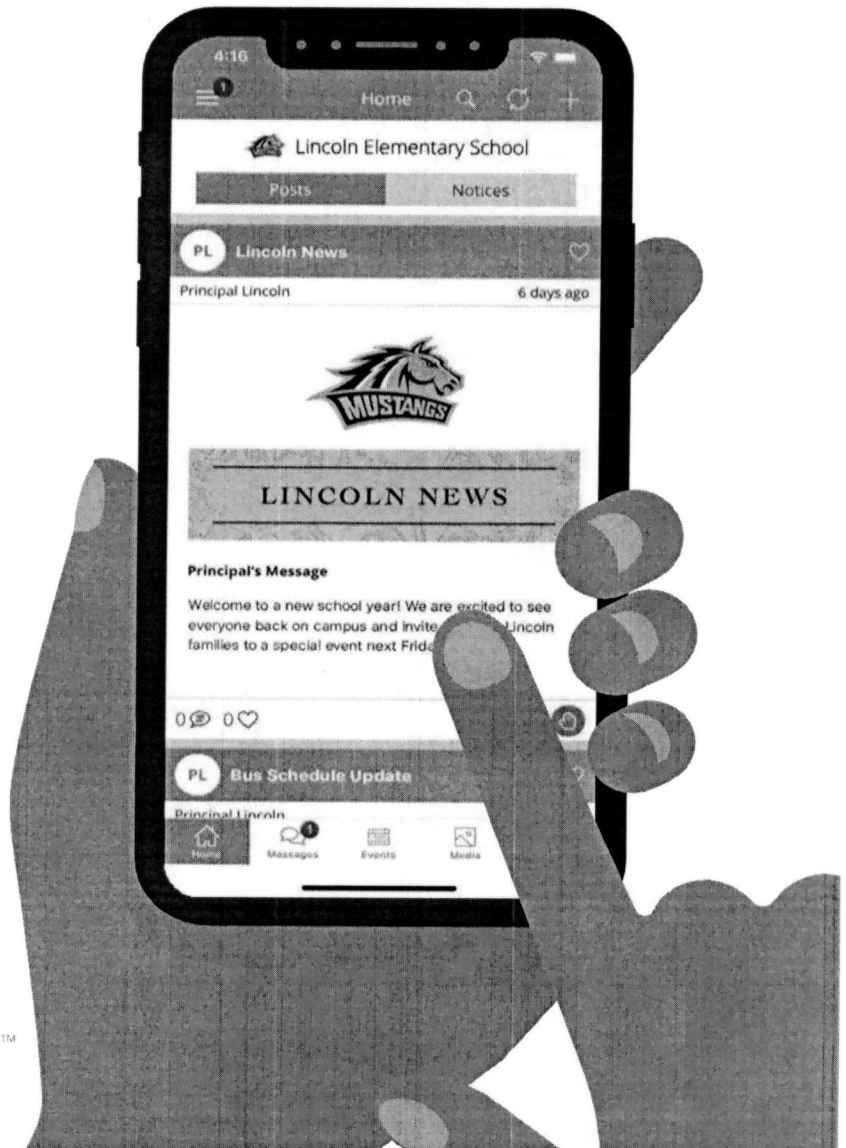 4:16
1
Home
Lincoln Elementary School
Posts
Notices
PL
Lincoln News
Principal Lincoln
6 days ago
MUSTANGS
LINCOLN NEWS
Principal's Message
Welcome to a new school year! We are excited to see
everyone back on campus and invite Lincoln
families to a special event next
0 0
PL
Bus Schedule Update
Principal Lincoln
Home
Messages
1
Events
Media
TM